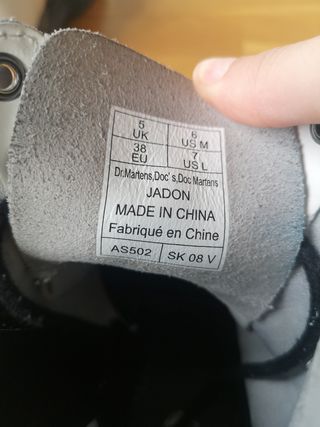 5 6
UK US M
38 7
EU US L
Dr.Martens,Doc's,Doc Martens
JADON
MADE IN CHINA
Fabriqué en Chine
AS502 SK 08 V